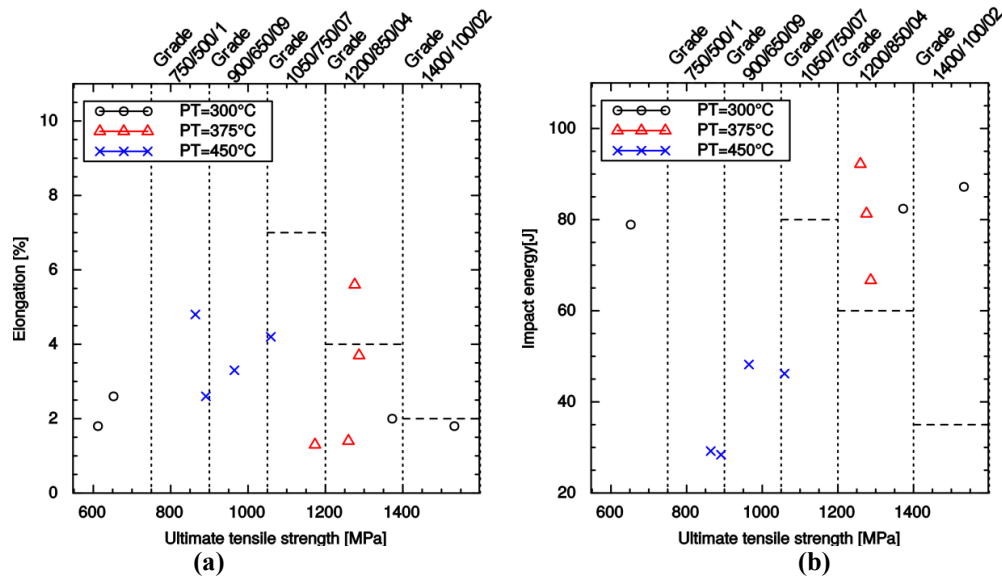 Grade
750/500/1
Grade
900/650/09
Grade
1050/750/07
Grade
1200/850/04
Grade
1400/100/02
10
8
6
4
2
0
Elongation [%]
PT=300°C
PT=375°C
PT=450°C
600
800
1000
1200
1400
Ultimate tensile strength [MPa]
(a)
Grade
750/500/1
Grade
900/650/09
Grade
1050/750/07
Grade
1200/850/04
Grade
1400/100/02
100
80
60
40
20
Impact energy[J]
PT=300°C
PT=375°C
PT=450°C
600
800
1000
1200
1400
Ultimate tensile strength [MPa]
(b)